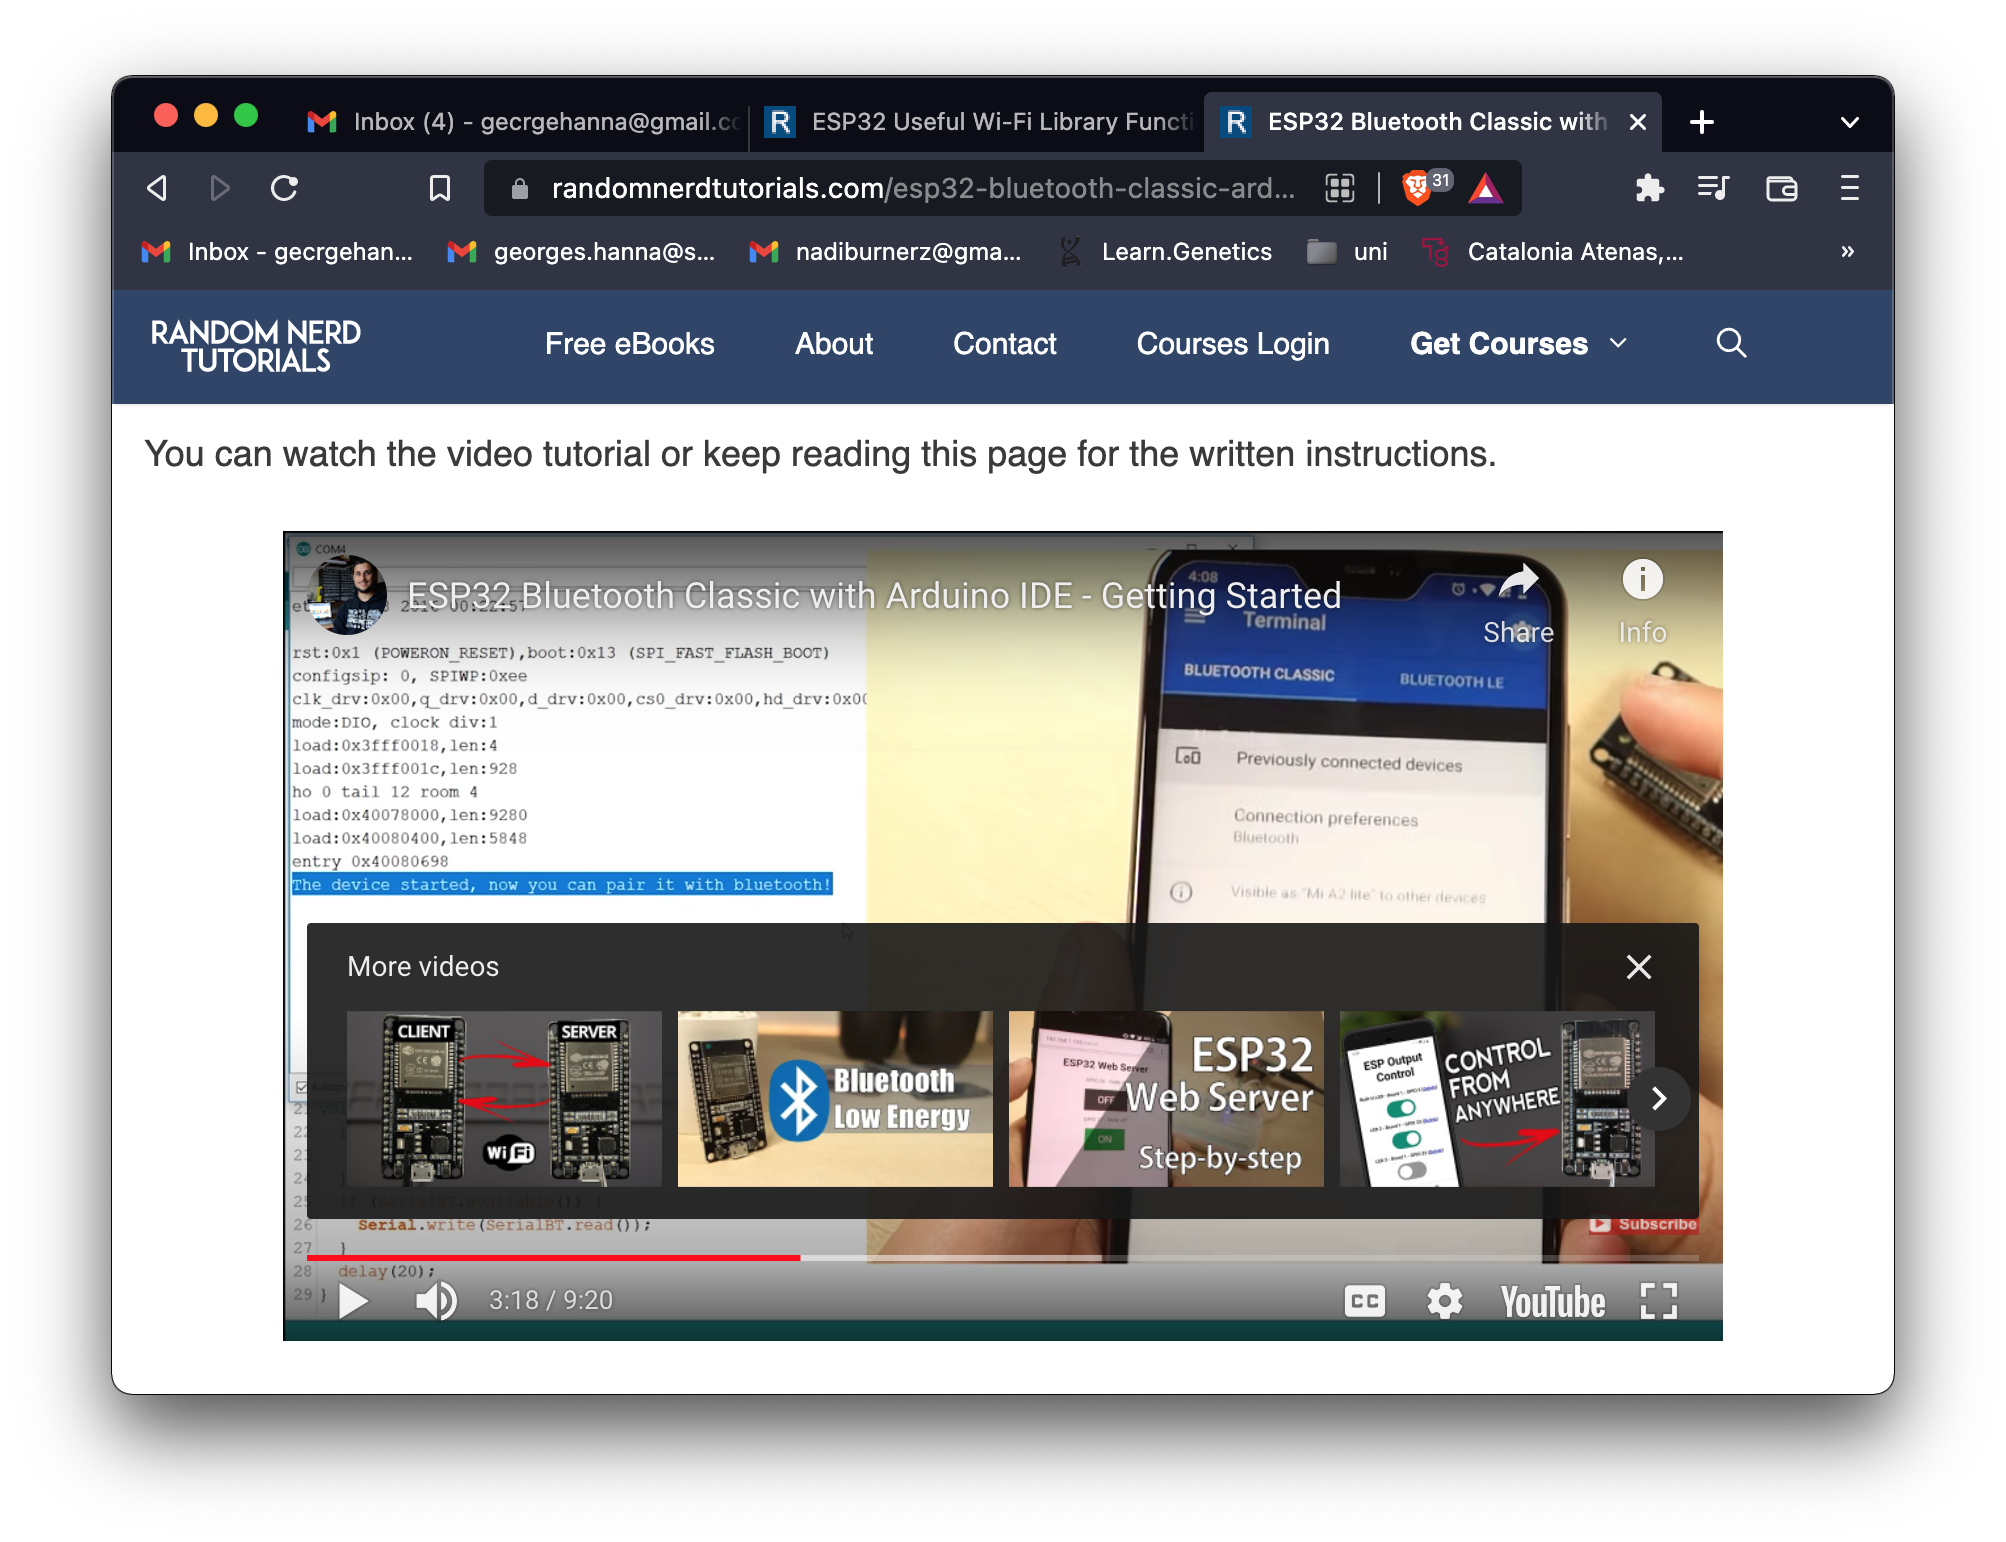 Inbox (4) - gecrgehanna@gmail.cc
ESP32 Useful Wi-Fi Library Functi
ESP32 Bluetooth Classic with
randomnerdtutorials.com/esp32-bluetooth-classic-ard...
31
Inbox - gecrgehan...
georges.hanna@s...
nadiburnerz@gma...
Learn.Genetics
uni
Catalonia Atenas,...
»
RANDOM NERD
TUTORIALS
Free eBooks
About
Contact
Courses Login
Get Courses
You can watch the video tutorial or keep reading this page for the written instructions.
COM4
ESP32 Bluetooth Classic with Arduino IDE - Getting Started
Share
Info
rst:0x1 (POWERON_RESET),boot:0x13 (SPI_FAST_FLASH_BOOT)
configsip: 0, SPIWP:0xee
clk_drv:0x00,q_drv:0x00,d_drv:0x00,cs0_drv:0x00,hd_drv:0x00
mode:DIO, clock div:1
load:0x3fff0018,len:4
load:0x3fff001c,len:928
ho 0 tail 12 room 4
load:0x40078000,len:9280
load:0x40080400,len:5848
entry 0x40080698
The device started, now you can pair it with bluetooth!
4:08
Terminal
BLUETOOTH CLASSIC
BLUETOOTH LE
Previously connected devices
Connection preferences
Bluetooth
Visible as "Mi A2 lite" to other devices
More videos
CLIENT
SERVER
WiFi
Bluetooth
Low Energy
ESP32 Web Server
OFF
ON
ESP32
Web Server
Step-by-step
ESP Output
Control
CONTROL
FROM
ANYWHERE
25 if (SerialBT.available()) {
26 Serial.write(SerialBT.read());
27 }
28 delay(20);
29 }
Subscribe
3:18 / 9:20
CC
YouTube